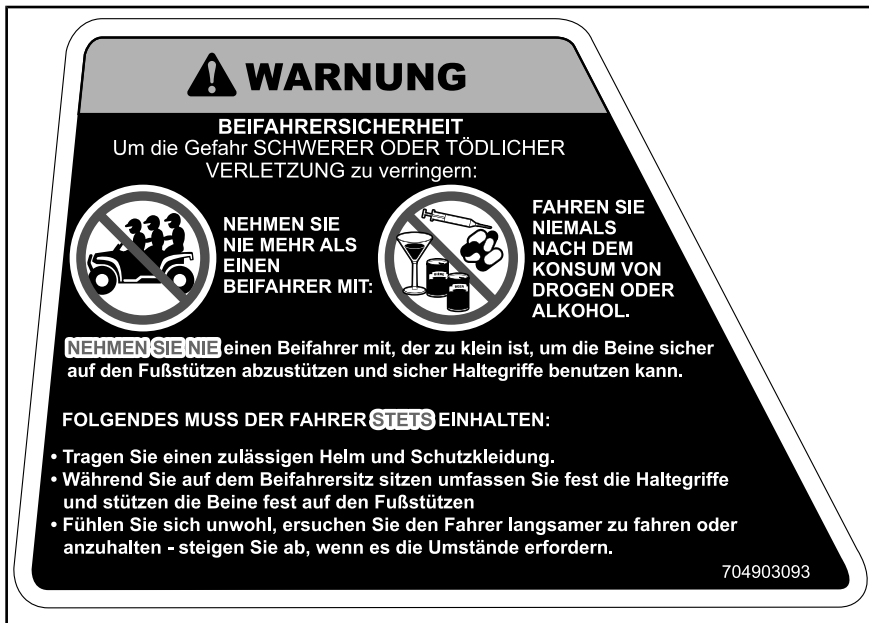 WARNUNG
BEIFAHRERSICHERHEIT
Um die Gefahr SCHWERER ODER TÖDLICHER
VERLETZUNG zu verringern:
NEHMEN SIE
NIE MEHR ALS
EINEN
BEIFAHRER MIT:
FAHREN SIE
NIEMALS
NACH DEM
KONSUM VON
DROGEN ODER
ALKOHOL.
NEHMEN SIE NIE einen Beifahrer mit, der zu klein ist, um die Beine sicher
auf den Fußstützen abzustützen und sicher Haltegriffe benutzen kann.
FOLGENDES MUSS DER FAHRER STETS EINHALTEN:
• Tragen Sie einen zulässigen Helm und Schutzkleidung.
• Während Sie auf dem Beifahrersitz sitzen umfassen Sie fest die Haltegriffe
und stützen die Beine fest auf den Fußstützen
• Fühlen Sie sich unwohl, ersuchen Sie den Fahrer langsamer zu fahren oder
anzuhalten - steigen Sie ab, wenn es die Umstände erfordern.
704903093